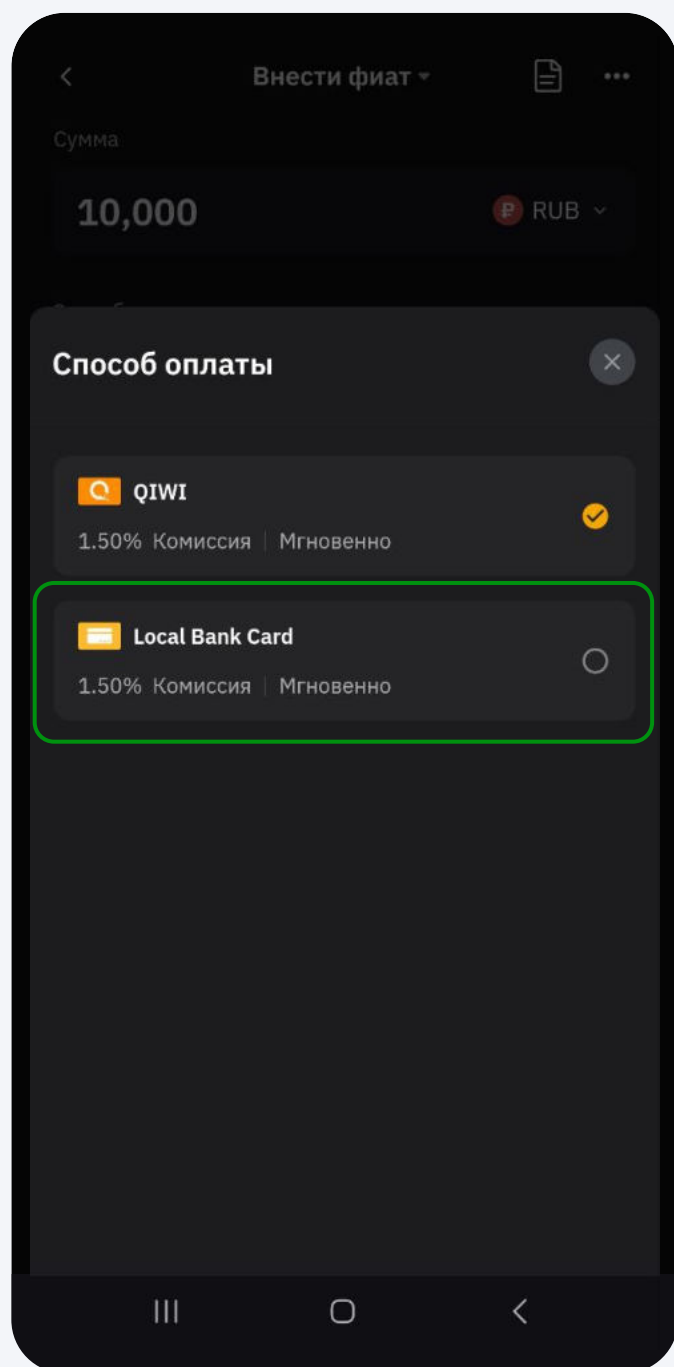 Внести фиат
Сумма
10,000
RUB
Способ оплаты
QIWI
1.50% Комиссия | Мгновенно
Local Bank Card
1.50% Комиссия | Мгновенно